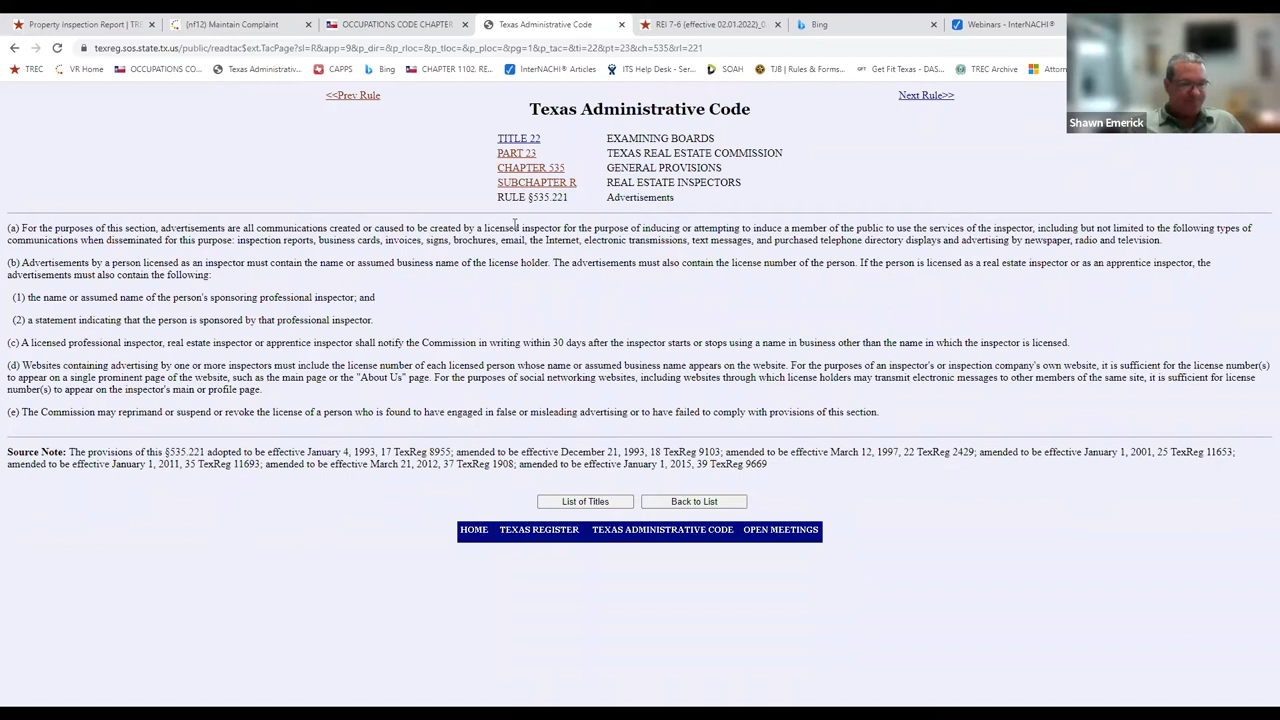 Property Inspection Report | TRE
(nf12) Maintain Complaint
OCCUPATIONS CODE CHAPTER
Texas Administrative Code
REI 7-6 (effective 02.01.2022)_0
Bing
Webinars - InterNACHI®
texreg.sos.state.tx.us/public/readtac$ext.TacPage?sl=R&app=9&p_dir=&p_rloc=&p_tloc=&p_ploc=&pg=1&p_tac=&ti=22&pt=23&ch=535&rl=221
TREC
VR Home
OCCUPATIONS CO...
Texas Administrativ...
CAPPS
Bing
CHAPTER 1102. RE...
InterNACHI® Articles
ITS Help Desk - Ser...
SOAH
TJB | Rules & Forms...
Get Fit Texas - DAS...
TREC Archive
Attorn
Shawn Emerick
<<Prev Rule
Next Rule>>
Texas Administrative Code
TITLE 22 EXAMINING BOARDS
PART 23 TEXAS REAL ESTATE COMMISSION
CHAPTER 535 GENERAL PROVISIONS
SUBCHAPTER R REAL ESTATE INSPECTORS
RULE §535.221 Advertisements
(a) For the purposes of this section, advertisements are all communications created or caused to be created by a licensed inspector for the purpose of inducing or attempting to induce a member of the public to use the services of the inspector, including but not limited to the following types of
communications when disseminated for this purpose: inspection reports, business cards, invoices, signs, brochures, email, the Internet, electronic transmissions, text messages, and purchased telephone directory displays and advertising by newspaper, radio and television.
(b) Advertisements by a person licensed as an inspector must contain the name or assumed business name of the license holder. The advertisements must also contain the license number of the person. If the person is licensed as a real estate inspector or as an apprentice inspector, the
advertisements must also contain the following:
(1) the name or assumed name of the person's sponsoring professional inspector; and
(2) a statement indicating that the person is sponsored by that professional inspector.
(c) A licensed professional inspector, real estate inspector or apprentice inspector shall notify the Commission in writing within 30 days after the inspector starts or stops using a name in business other than the name in which the inspector is licensed.
(d) Websites containing advertising by one or more inspectors must include the license number of each licensed person whose name or assumed business name appears on the website. For the purposes of an inspector's or inspection company's own website, it is sufficient for the license number(s)
to appear on a single prominent page of the website, such as the main page or the "About Us" page. For the purposes of social networking websites, including websites through which license holders may transmit electronic messages to other members of the same site, it is sufficient for license
number(s) to appear on the inspector's main or profile page.
(e) The Commission may reprimand or suspend or revoke the license of a person who is found to have engaged in false or misleading advertising or to have failed to comply with provisions of this section.
Source Note: The provisions of this §535.221 adopted to be effective January 4, 1993, 17 TexReg 8955; amended to be effective December 21, 1993, 18 TexReg 9103; amended to be effective March 12, 1997, 22 TexReg 2429; amended to be effective January 1, 2001, 25 TexReg 11653;
amended to be effective January 1, 2011, 35 TexReg 11693; amended to be effective March 21, 2012, 37 TexReg 1908; amended to be effective January 1, 2015, 39 TexReg 9669
List of Titles
Back to List
HOME TEXAS REGISTER TEXAS ADMINISTRATIVE CODE OPEN MEETINGS